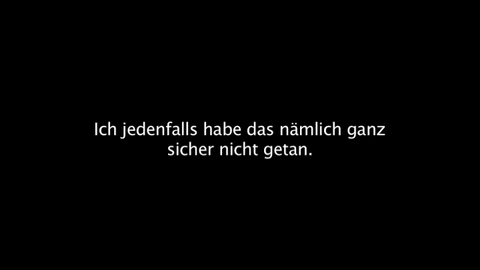 Ich jedenfalls habe das nämlich ganz
sicher nicht getan.